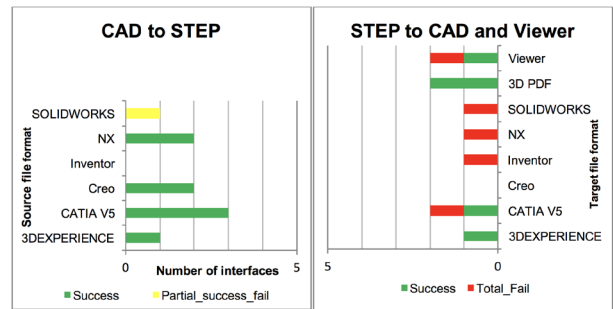 CAD to STEP
Source file format
SOLIDWORKS
NX
Inventor
Creo
CATIA V5
3DEXPERIENCE
0
5
Number of interfaces
Success
Partial_success_fail
STEP to CAD and Viewer
Viewer
3D PDF
SOLIDWORKS
NX
Inventor
Creo
CATIA V5
3DEXPERIENCE
Target file format
5
0
Success
Total_Fail